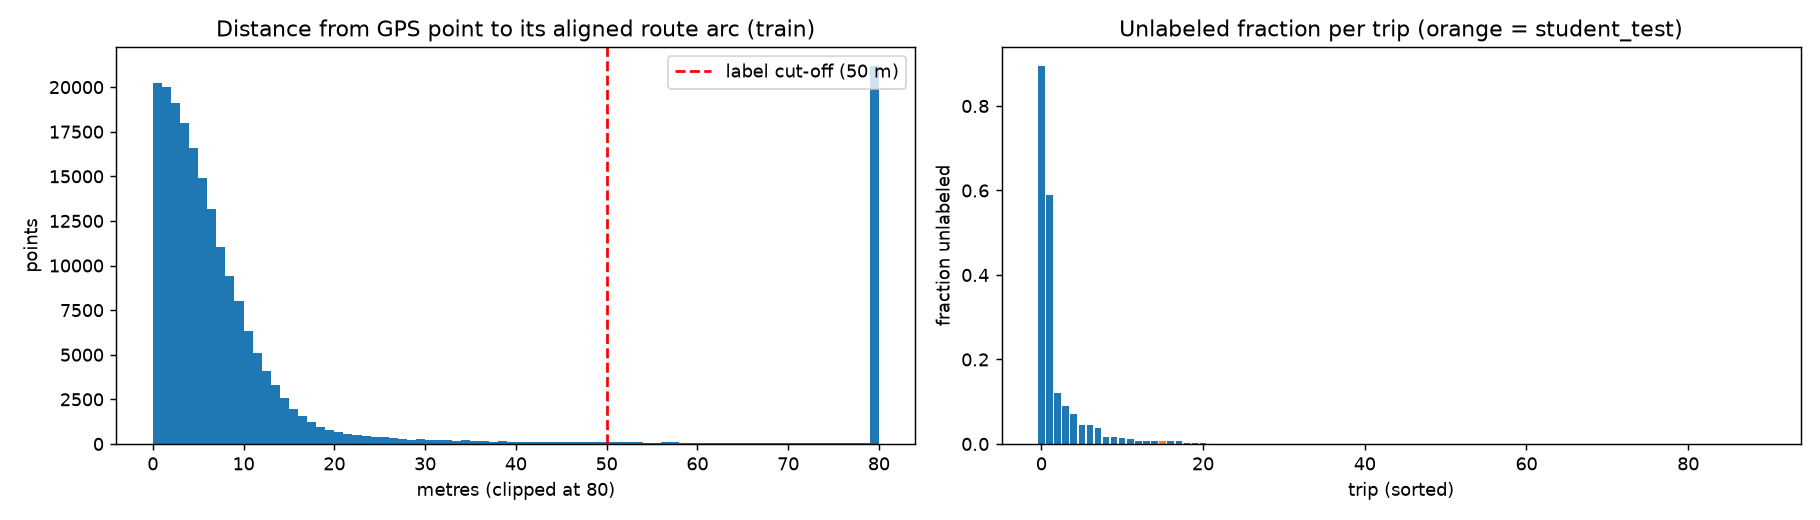 Distance from GPS point to its aligned route arc (train)
label cut-off (50 m)
points
20000
17500
15000
12500
10000
7500
5000
2500
0
0 10 20 30 40 50 60 70 80
metres (clipped at 80)
Unlabeled fraction per trip (orange = student_test)
fraction unlabeled
0.8
0.6
0.4
0.2
0.0
0 20 40 60 80
trip (sorted)